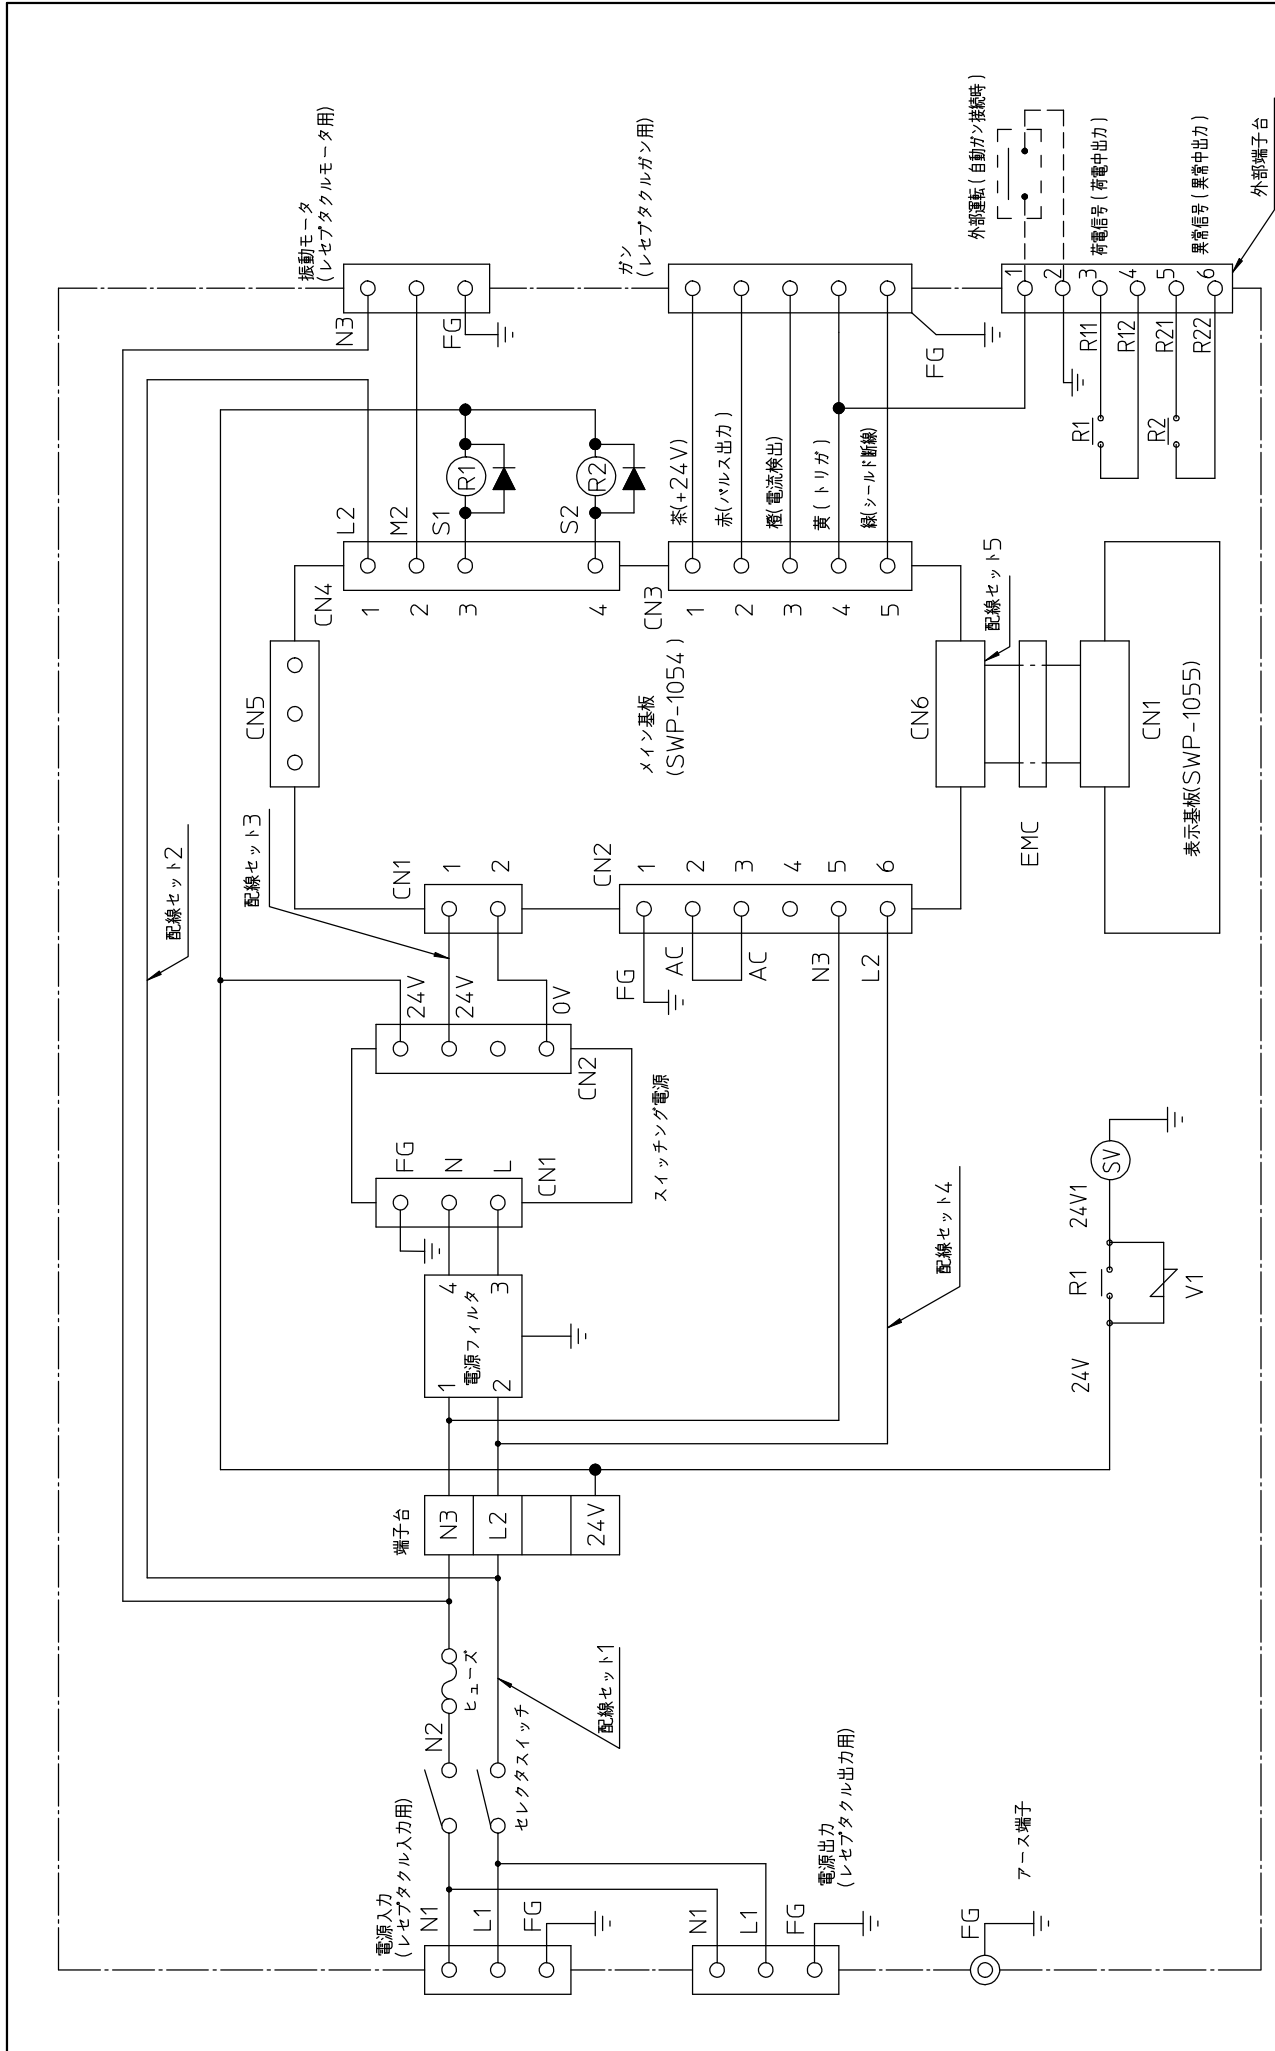 電源入力
(レセプタクル入力用)
N1
L1
FG
電源出力
(レセプタクル出力用)
N1
L1
FG
アース端子
FG
セレクタスイッチ
N2
ヒューズ
配線セット1
端子台
N3
L2
24V
配線セット2
電源フィルタ
1
2
4
3
スイッチング電源
CN1
FG
N
L
CN2
24V
24V
0V
配線セット3
配線セット4
24V
R1
V1
24V1
SV
メイン基板
(SWP-1054)
CN1
1
2
CN2
1
2
3
4
5
6
FG
AC
AC
N3
L2
CN5
CN4
1
2
3
4
L2
M2
S1
S2
R1
R2
CN3
1
2
3
4
5
茶(+24V)
赤(パルス出力)
橙(電流検出)
黄(トリガ)
緑(シールド断線)
CN6
配線セット5
EMC
CN1
表示基板(SWP-1055)
振動モータ
(レセプタクルモータ用)
N3
FG
ガン
(レセプタクルガン用)
FG
外部運転(自動ガン接続時)
荷電信号(荷電中出力)
異常信号(異常中出力)
外部端子台
1
2
3
4
5
6
R11
R12
R21
R22
R1
R2